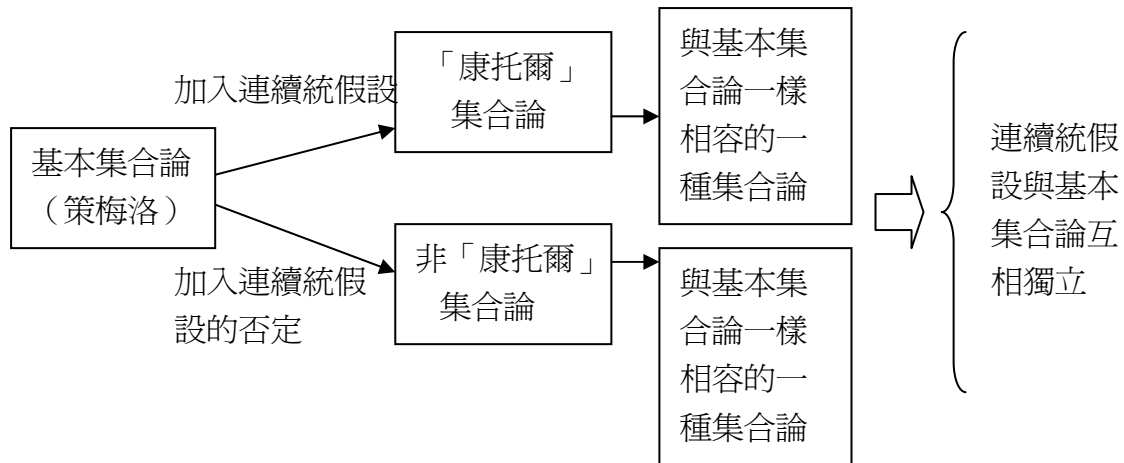 基本集合論
（策梅洛）
加入連續統假設
加入連續統假
設的否定
「康托爾」
集合論
非「康托爾」
集合論
與基本集
合論一樣
相容的一
種集合論
與基本集
合論一樣
相容的一
種集合論
連續統假
設與基本
集合論互
相獨立